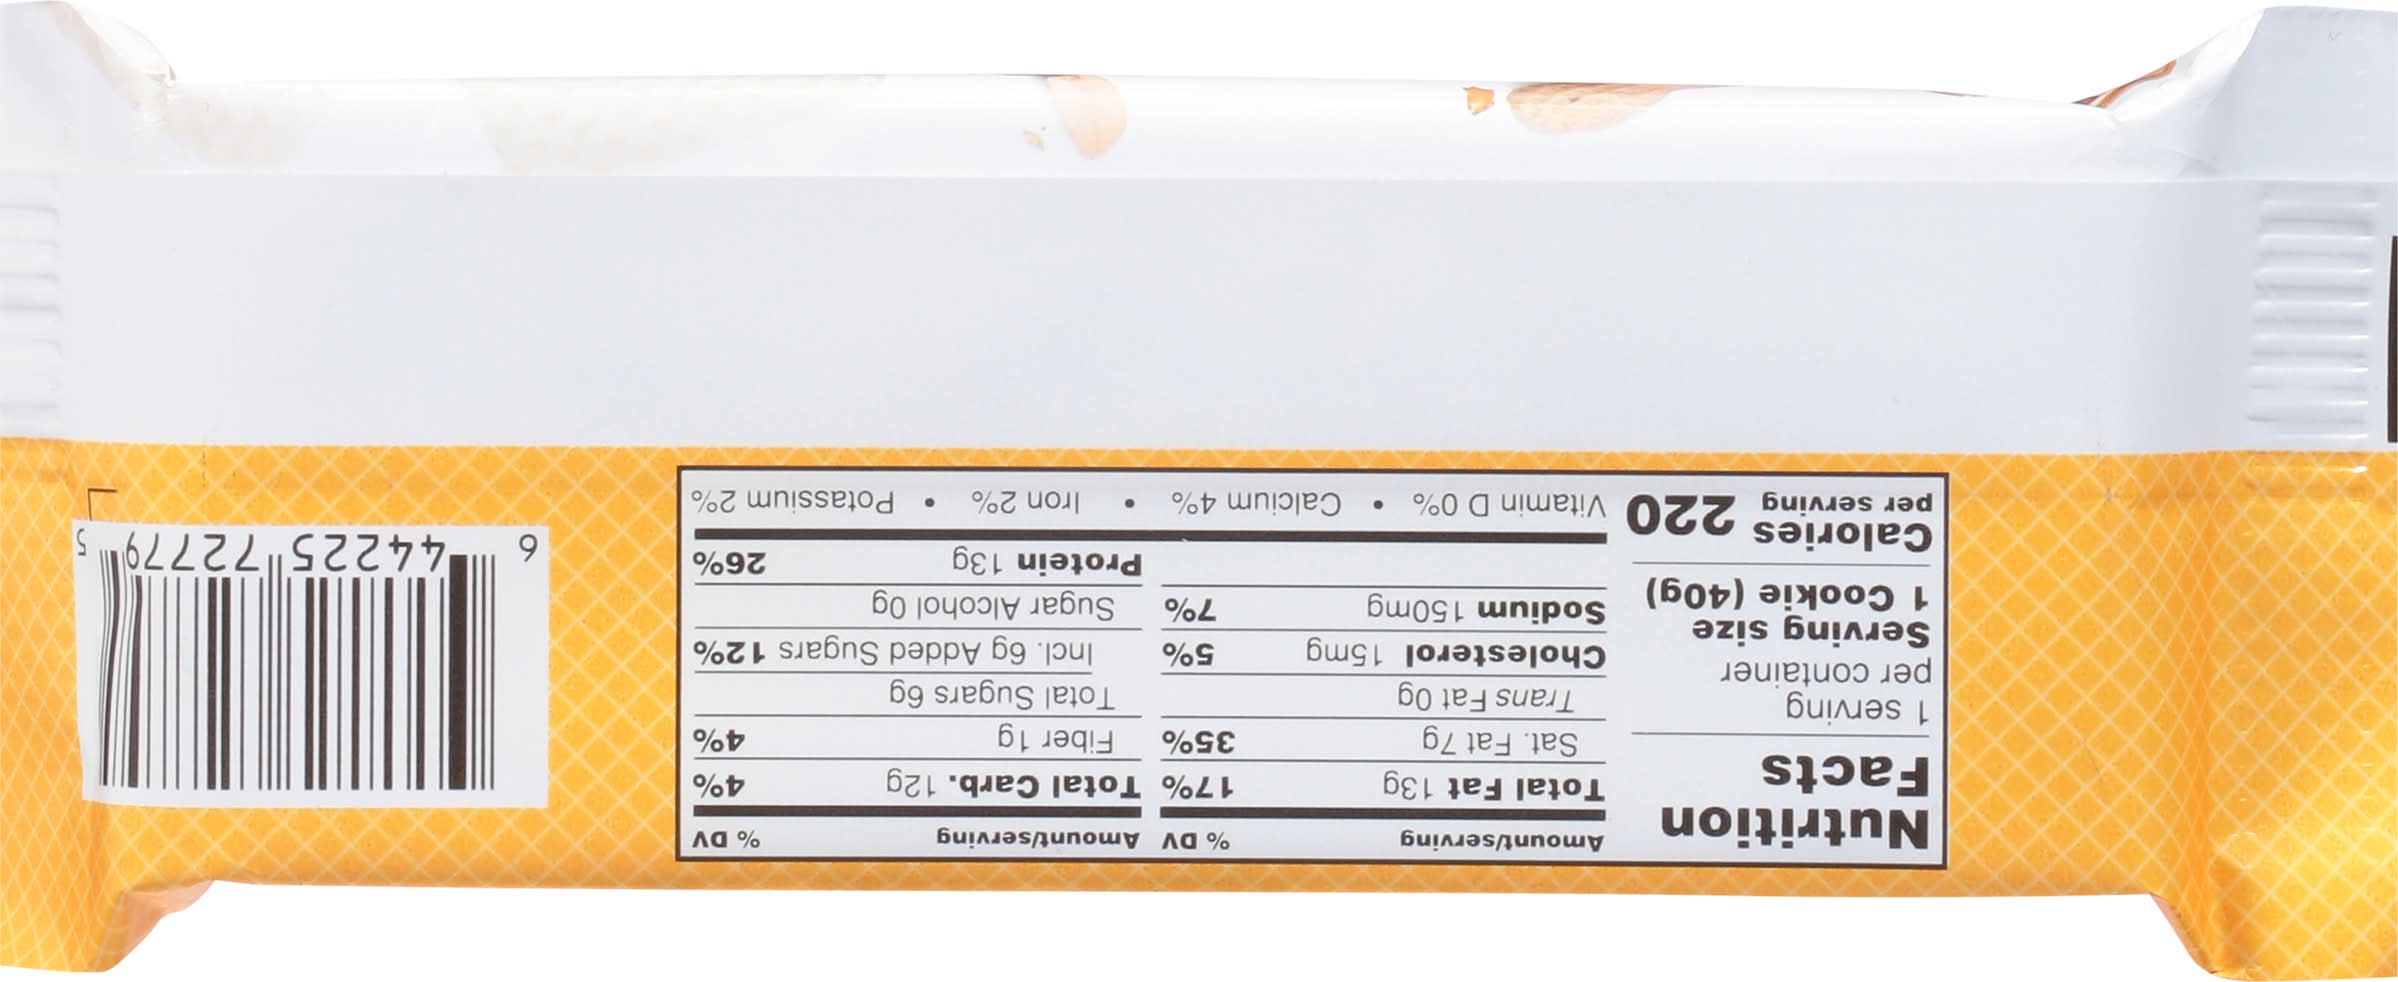 Nutrition
Facts
1 serving
per container
Serving size
1 Cookie (40g)
Calories 220
per serving
Amount/serving % DV
Total Fat 13g 17%
Sat. Fat 7g 35%
Trans Fat 0g
Cholesterol 15mg 5%
Sodium 150mg 7%
Amount/serving % DV
Total Carb. 12g 4%
Fiber 1g 4%
Total Sugars 6g
Incl. 6g Added Sugars 12%
Sugar Alcohol 0g
Protein 13g 26%
Vitamin D 0% • Calcium 4% • Iron 2% • Potassium 2%
6 44225 72779 5